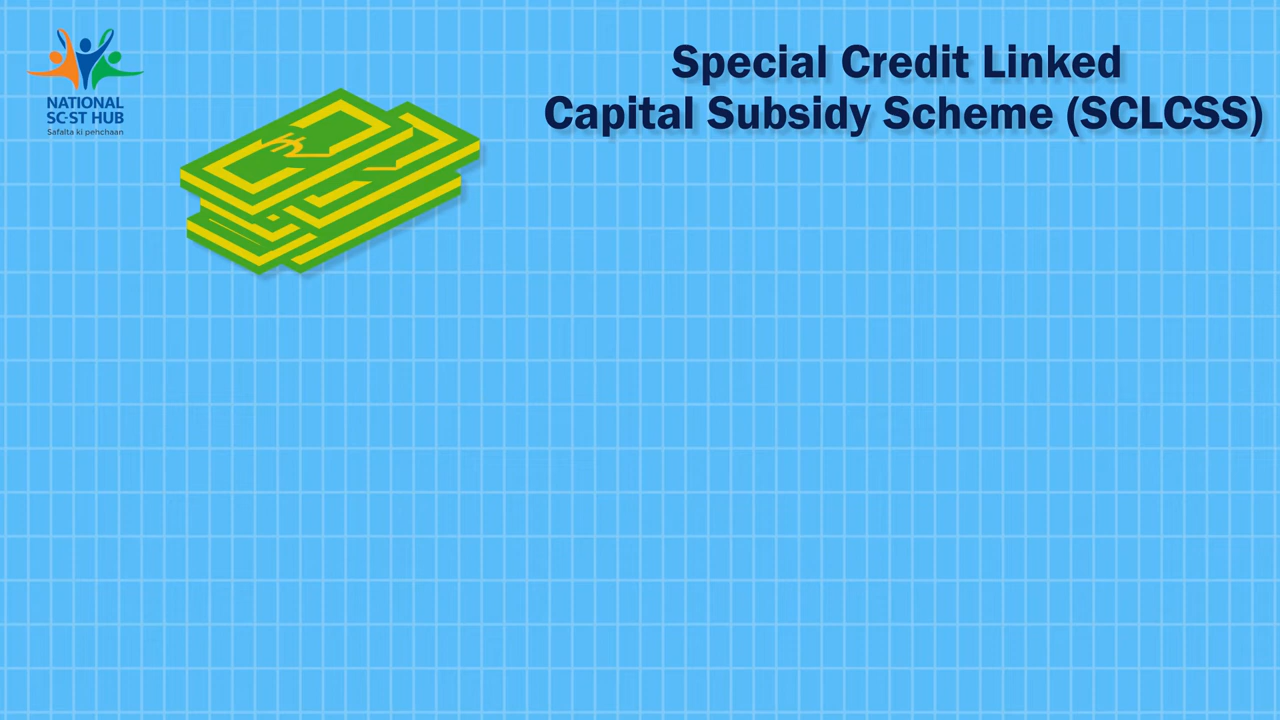 NATIONAL
SC-ST HUB
Safalta ki pehchaan
Special Credit Linked
Capital Subsidy Scheme (SCLCSS)
₹